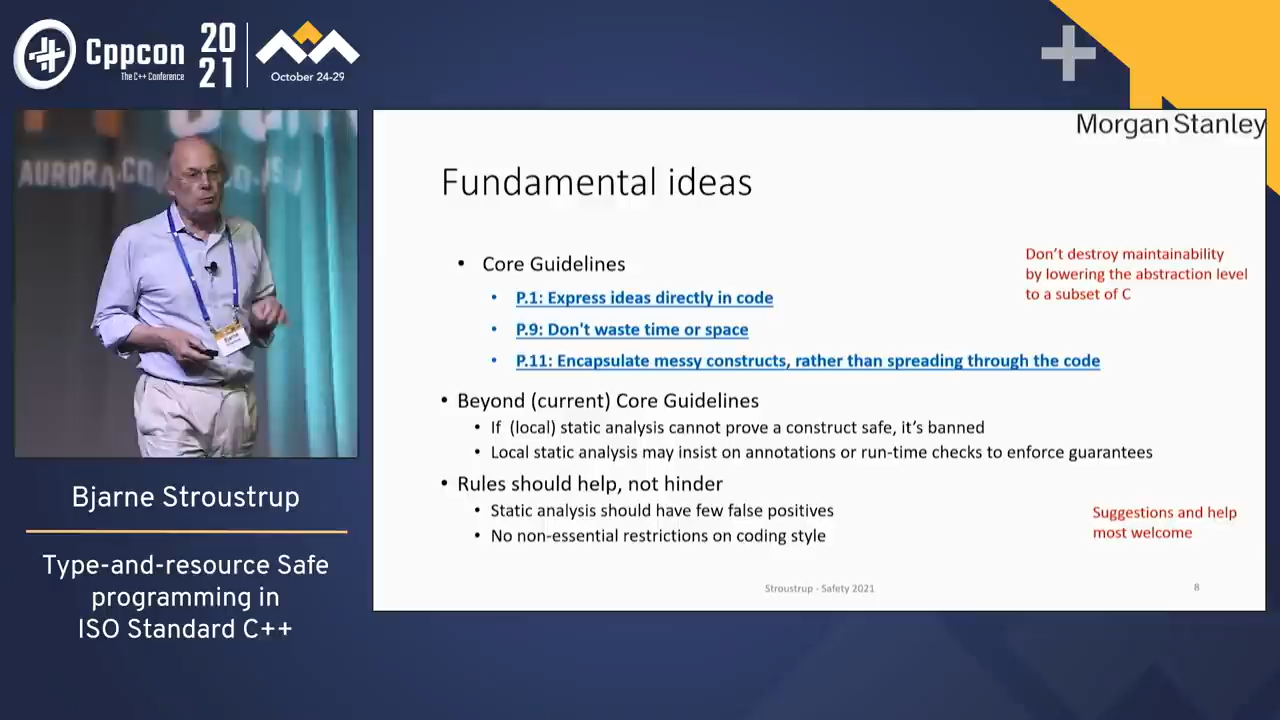 Cppcon
The C++ Conference
20
21
October 24-29
AURORA
Bjarne
Bjarne Stroustrup
Type-and-resource Safe
programming in
ISO Standard C++
Morgan Stanley
Fundamental ideas
• Core Guidelines
• P.1: Express ideas directly in code
• P.9: Don't waste time or space
• P.11: Encapsulate messy constructs, rather than spreading through the code
• Beyond (current) Core Guidelines
• If (local) static analysis cannot prove a construct safe, it’s banned
• Local static analysis may insist on annotations or run-time checks to enforce guarantees
• Rules should help, not hinder
• Static analysis should have few false positives
• No non-essential restrictions on coding style
Don’t destroy maintainability
by lowering the abstraction level
to a subset of C
Suggestions and help
most welcome
Stroustrup - Safety 2021
8